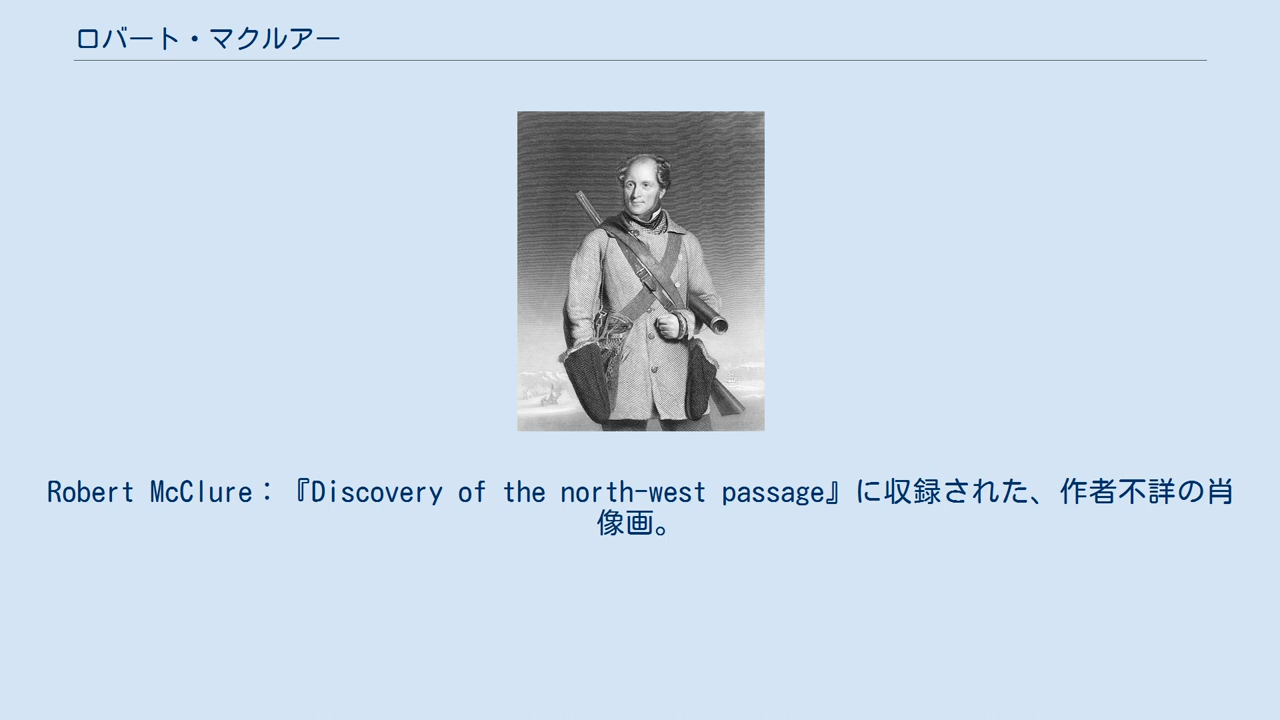 ロバート・マクルアー
Robert McClure：『Discovery of the north-west passage』に収録された、作者不詳の肖
像画。